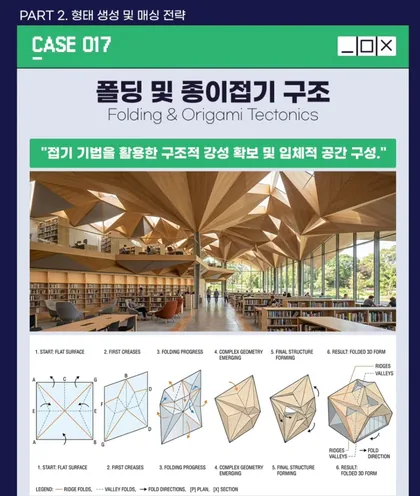 PART 2. 형태 생성 및 매싱 전략
CASE 017
폴딩 및 종이접기 구조
Folding & Origami Tectonics
"접기 기법을 활용한 구조적 강성 확보 및 입체적 공간 구성."
1. START: FLAT SURFACE 2. FIRST CREASES 3. FOLDING PROGRESS 4. COMPLEX GEOMETRY EMERGING 5. FINAL STRUCTURE FORMING 6. RESULT: FOLDED 3D FORM
RIDGES
VALLEYS
A C G
B
E E
A B
RIDGES
VALLEYS
FOLD DIRECTION
1. START: FLAT SURFACE 2. FIRST CREASES 3. FOLDING PROGRESS 4. COMPLEX GEOMETRY EMERGING 5. FINAL STRUCTURE FORMING 6. RESULT: FOLDED 3D FORM
LEGEND: RIDGE FOLDS, VALLEY FOLDS, FOLD DIRECTIONS, [P] PLAN, [X] SECTION